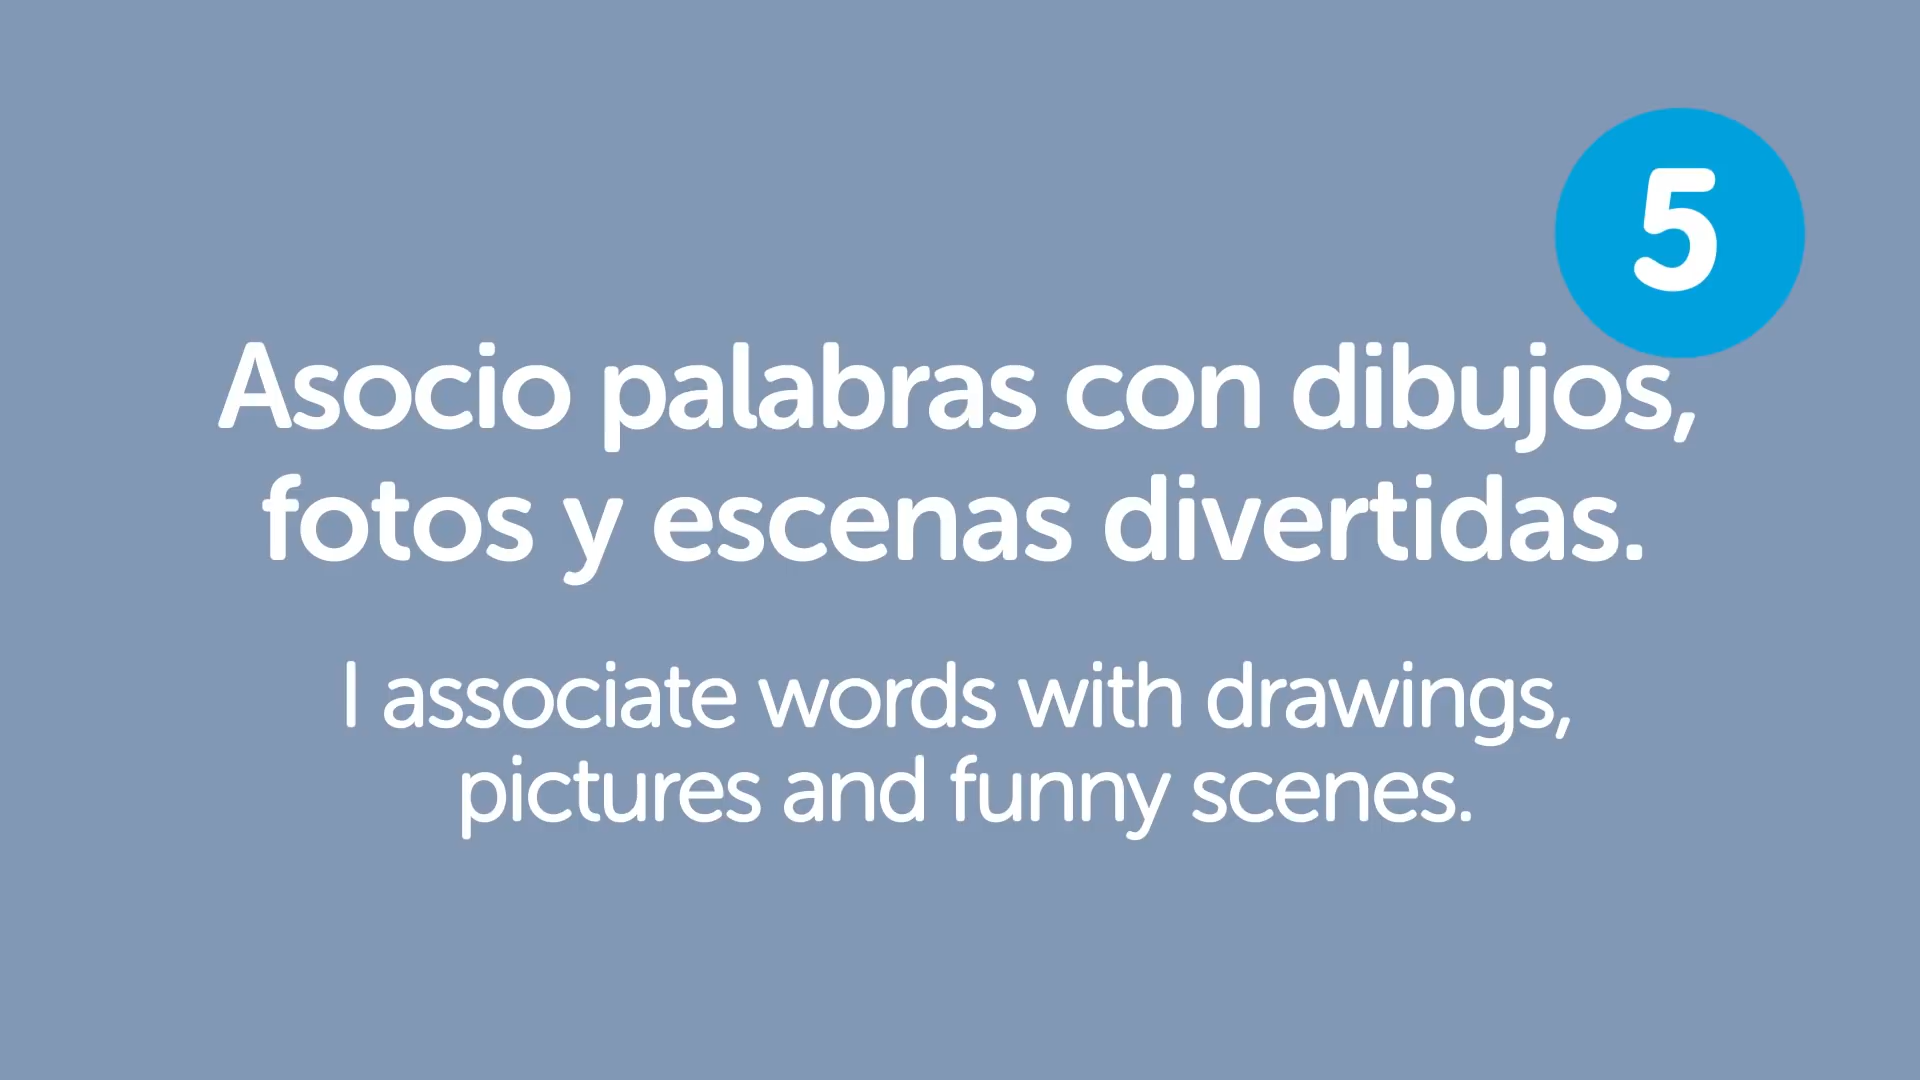 5
Asocio palabras con dibujos,
fotos y escenas divertidas.
I associate words with drawings,
pictures and funny scenes.